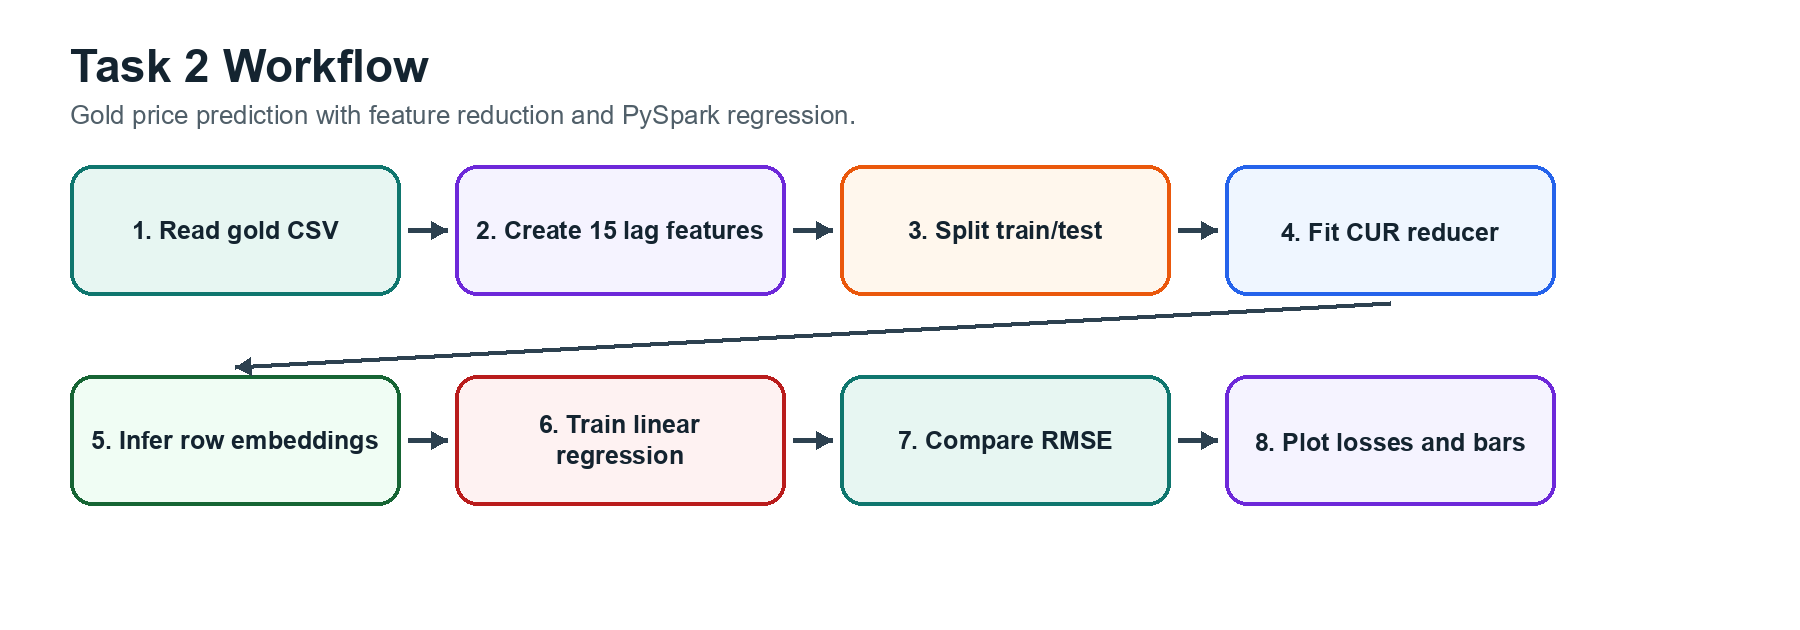 Task 2 Workflow
Gold price prediction with feature reduction and PySpark regression.
1. Read gold CSV
2. Create 15 lag features
3. Split train/test
4. Fit CUR reducer
5. Infer row embeddings
6. Train linear
regression
7. Compare RMSE
8. Plot losses and bars